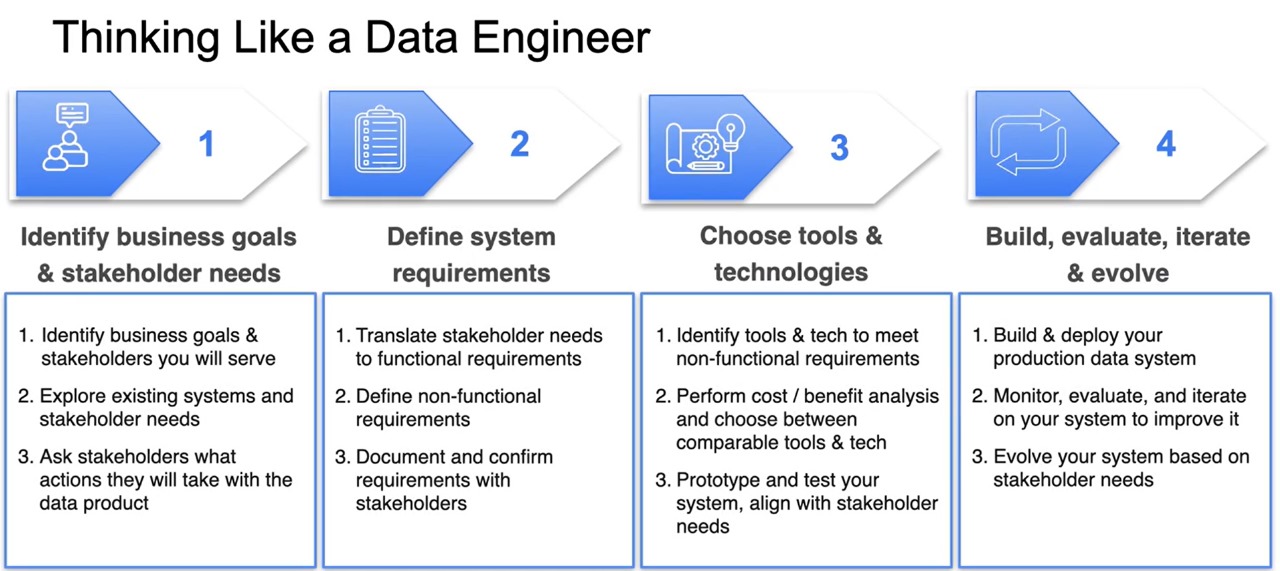 Thinking Like a Data Engineer
1
Identify business goals
& stakeholder needs
1. Identify business goals &
stakeholders you will serve
2. Explore existing systems and
stakeholder needs
3. Ask stakeholders what
actions they will take with the
data product
2
Define system
requirements
1. Translate stakeholder needs
to functional requirements
2. Define non-functional
requirements
3. Document and confirm
requirements with
stakeholders
3
Choose tools &
technologies
1. Identify tools & tech to meet
non-functional requirements
2. Perform cost / benefit analysis
and choose between
comparable tools & tech
3. Prototype and test your
system, align with stakeholder
needs
4
Build, evaluate, iterate
& evolve
1. Build & deploy your
production data system
2. Monitor, evaluate, and iterate
on your system to improve it
3. Evolve your system based on
stakeholder needs